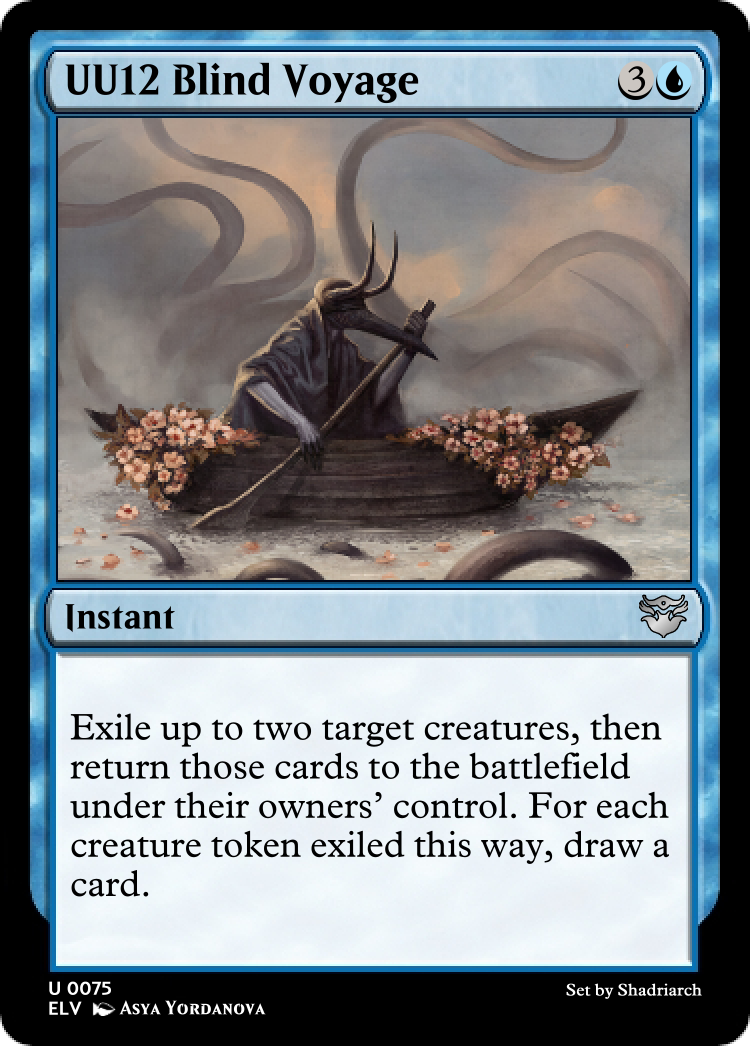 UU12 Blind Voyage
3
Instant
Exile up to two target creatures, then
return those cards to the battlefield
under their owners’ control. For each
creature token exiled this way, draw a
card.
U 0075
ELV Asya Yordanova
Set by Shadriarch